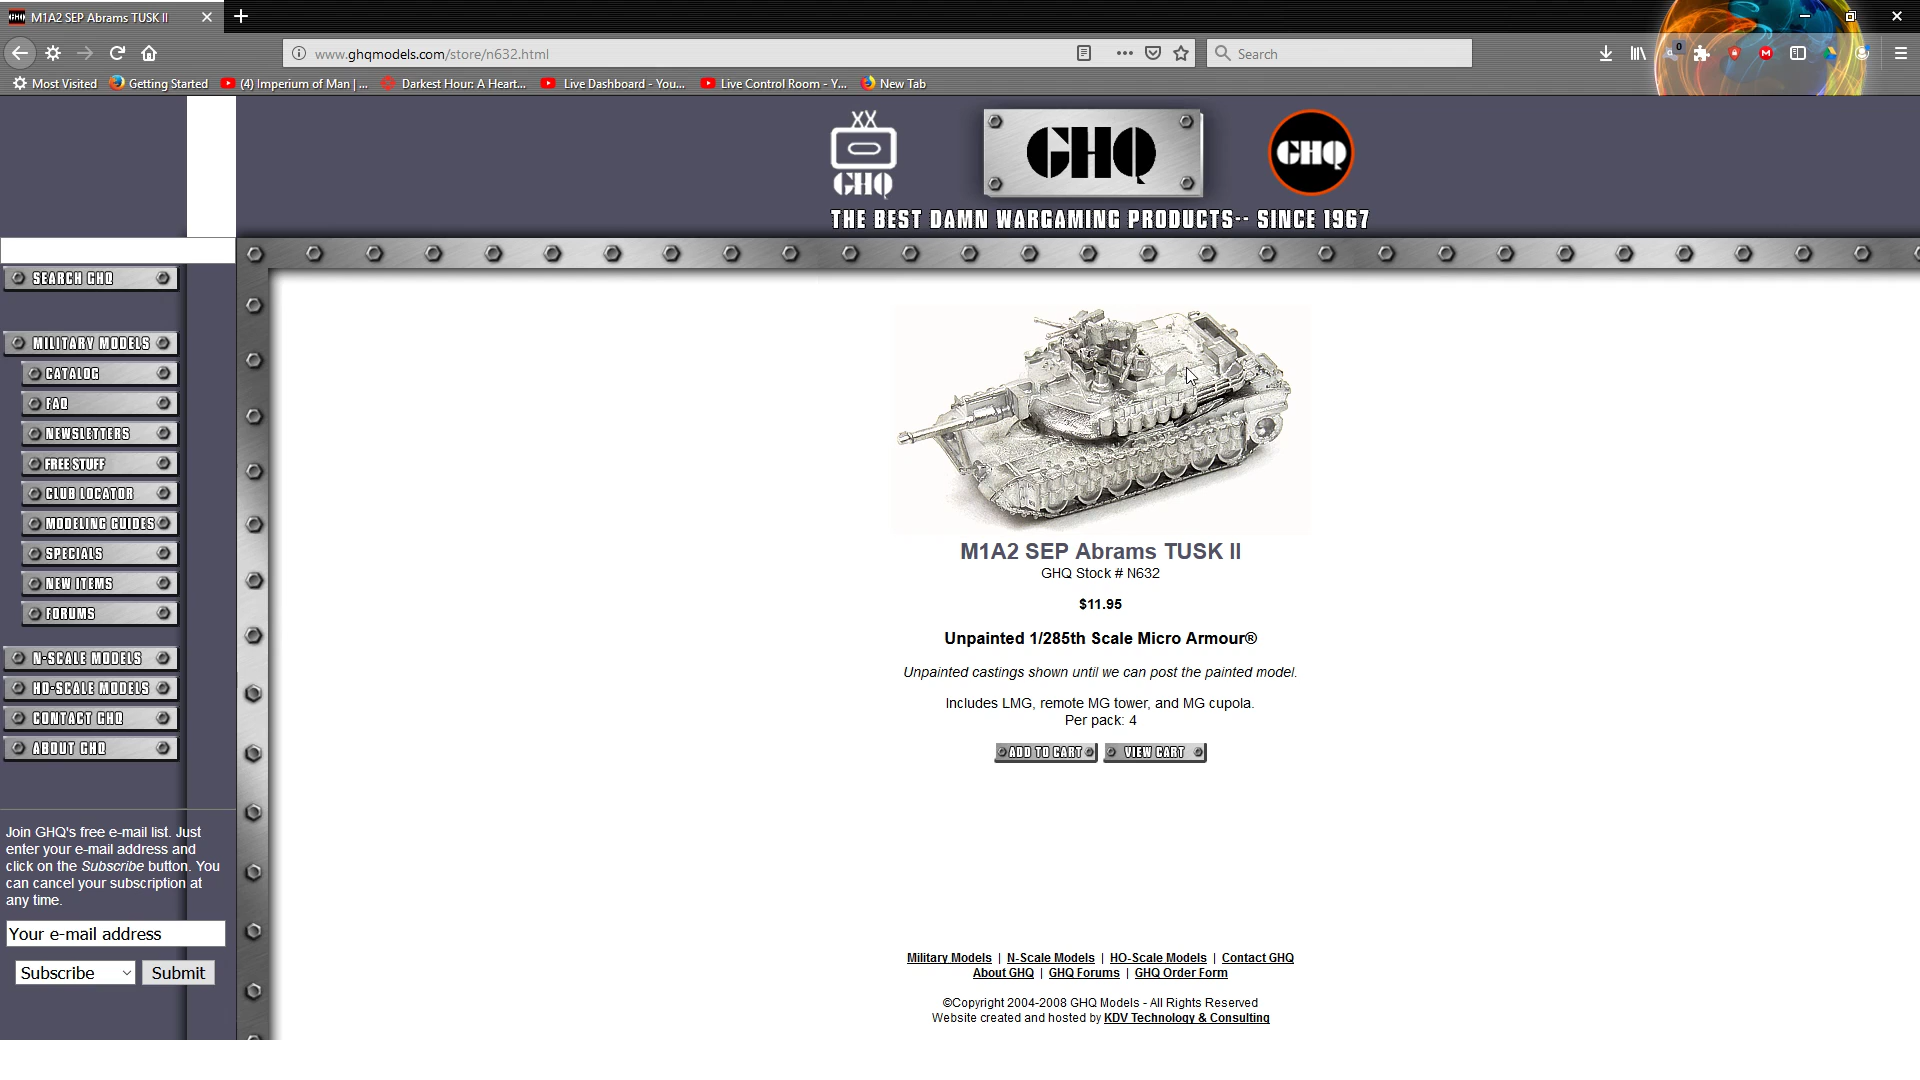 M1A2 SEP Abrams TUSK II
www.ghqmodels.com/store/n632.html
Search
0
Most Visited
Getting Started
(4) Imperium of Man | ...
Darkest Hour: A Heart...
Live Dashboard - You...
Live Control Room - Y...
New Tab
XX
GHQ
GHQ
GHQ
THE BEST DAMN WARGAMING PRODUCTS-- SINCE 1967
SEARCH GHQ
MILITARY MODELS
CATALOG
FAQ
NEWSLETTERS
FREE STUFF
CLUB LOCATOR
MODELING GUIDES
SPECIALS
NEW ITEMS
FORUMS
N-SCALE MODELS
HO-SCALE MODELS
CONTACT GHQ
ABOUT GHQ
Join GHQ's free e-mail list. Just
enter your e-mail address and
click on the Subscribe button. You
can cancel your subscription at
any time.
Your e-mail address
Subscribe
Submit
M1A2 SEP Abrams TUSK II
GHQ Stock # N632
$11.95
Unpainted 1/285th Scale Micro Armour®
Unpainted castings shown until we can post the painted model.
Includes LMG, remote MG tower, and MG cupola.
Per pack: 4
ADD TO CART
VIEW CART
Military Models | N-Scale Models | HO-Scale Models | Contact GHQ
About GHQ | GHQ Forums | GHQ Order Form
©Copyright 2004-2008 GHQ Models - All Rights Reserved
Website created and hosted by KDV Technology & Consulting